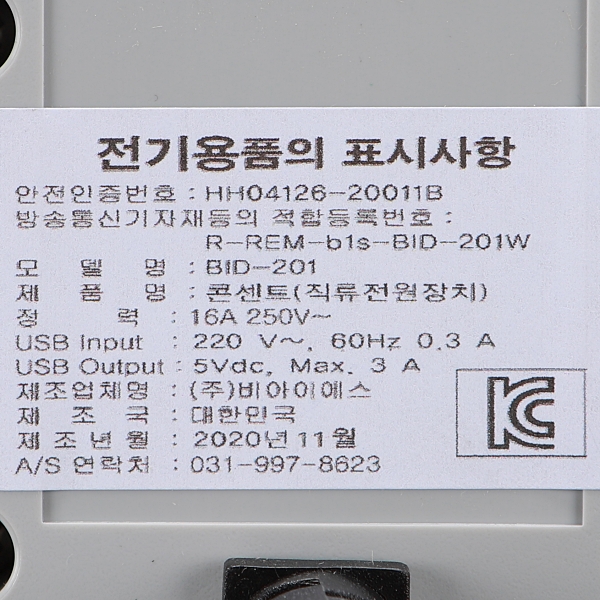 전기용품의 표시사항
안전인증번호 : HH04126-20011B
방송통신기자재등의 적합등록번호 :
R-REM-b1s-BID-201W
모 델 명 : BID-201
제 품 명 : 콘센트(직류전원장치)
정 력 : 16A 250V~
USB Input : 220 V~, 60Hz 0.3 A
USB Output : 5Vdc, Max. 3 A
제조업체명 : (주)비아이에스
제 조 국 : 대한민국
제 조 년 월 : 2020년 11월
A/S 연락처 : 031-997-8623
KC